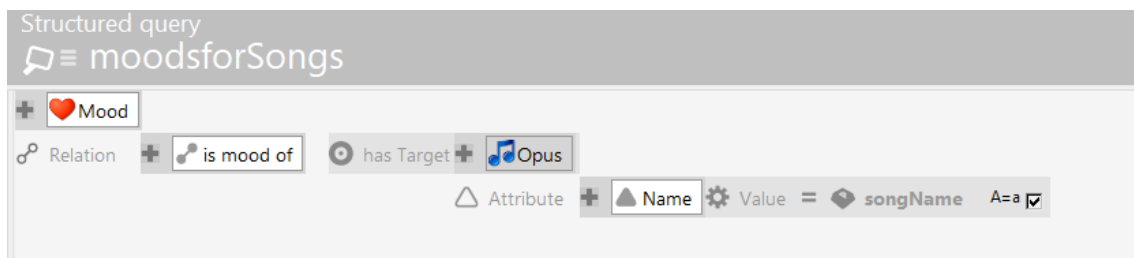 Structured query
moodsforSongs
Mood
Relation is mood of has Target Opus
Attribute Name Value = songName A=a